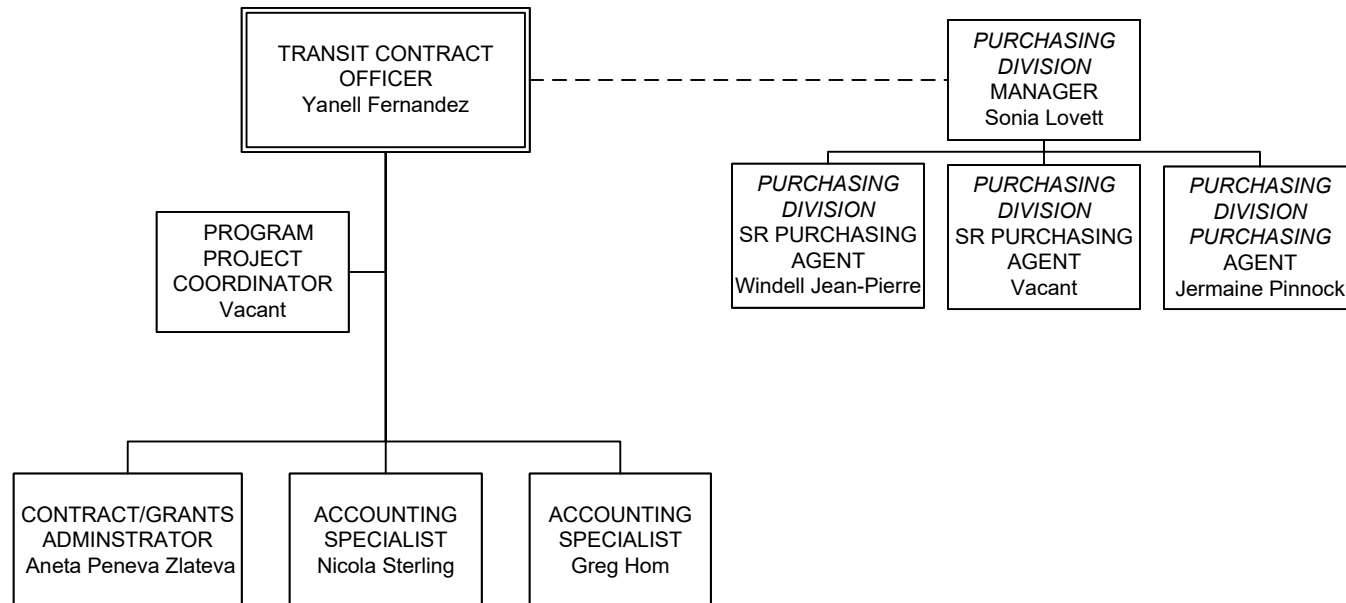 TRANSIT CONTRACT
OFFICER
Yanell Fernandez
PURCHASING
DIVISION
MANAGER
Sonia Lovett
PURCHASING
DIVISION
SR PURCHASING
AGENT
Windell Jean-Pierre
PURCHASING
DIVISION
SR PURCHASING
AGENT
Vacant
PURCHASING
DIVISION
PURCHASING
AGENT
Jermaine Pinnock
PROGRAM
PROJECT
COORDINATOR
Vacant
CONTRACT/GRANTS
ADMINSTRATOR
Aneta Peneva Zlateva
ACCOUNTING
SPECIALIST
Nicola Sterling
ACCOUNTING
SPECIALIST
Greg Hom